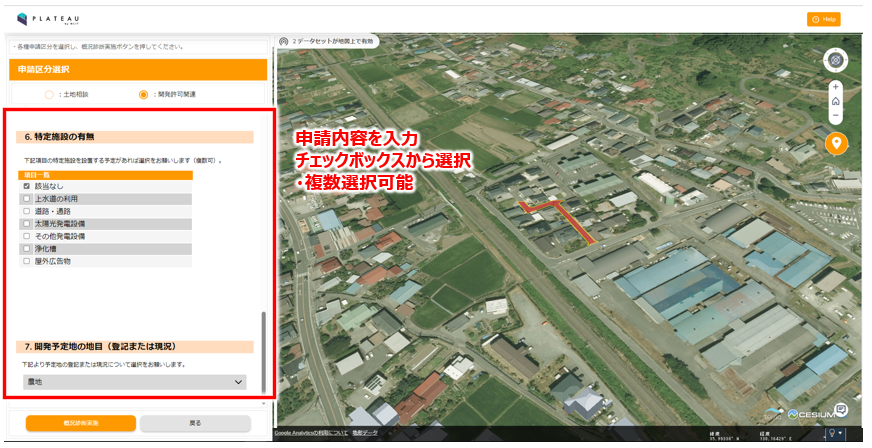 PLATEAU
by MLIT
Help
・各種申請区分を選択し、概況診断実施ボタンを押してください。
2 データセットが地図上で有効
申請区分選択
：土地相談
：開発許可関連
6. 特定施設の有無
下記項目の特定施設を設置する予定があれば選択をお願いします（複数可）。
項目一覧
該当なし
上水道の利用
道路・通路
太陽光発電設備
その他発電設備
浄化槽
屋外広告物
7. 開発予定地の地目（登記または現況）
下記より予定地の登記または現況について選択をお願いします。
農地
概況診断実施
戻る
申請内容を入力
チェックボックスから選択
・複数選択可能
Google Analyticsの利用について
地形データ
CESIUM
緯度
経度